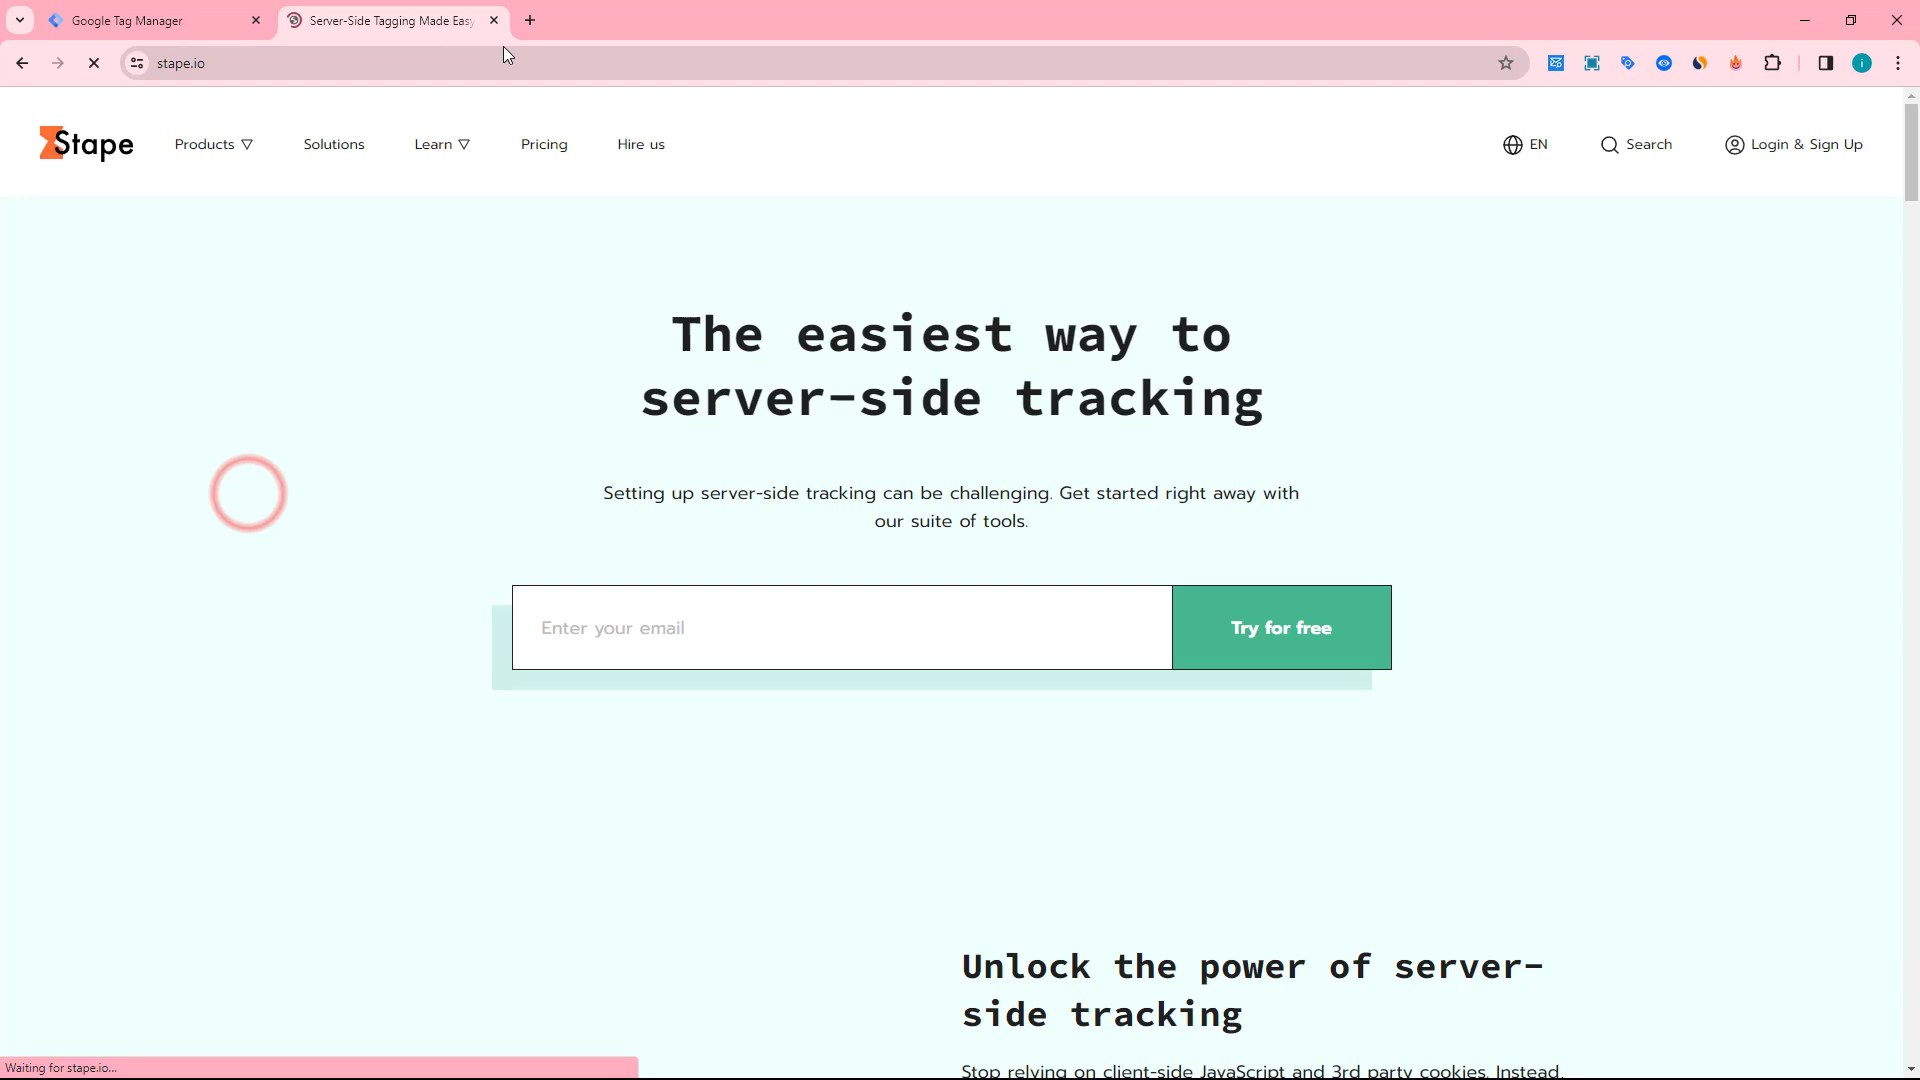 Google Tag Manager
Server-Side Tagging Made Easy
stape.io
i
Stape
Products
Solutions
Learn
Pricing
Hire us
EN
Search
Login & Sign Up
The easiest way to
server-side tracking
Setting up server-side tracking can be challenging. Get started right away with
our suite of tools.
Enter your email
Try for free
Unlock the power of server-
side tracking
Stop relying on client-side JavaScript and 3rd party cookies. Instead,
Waiting for stape.io...